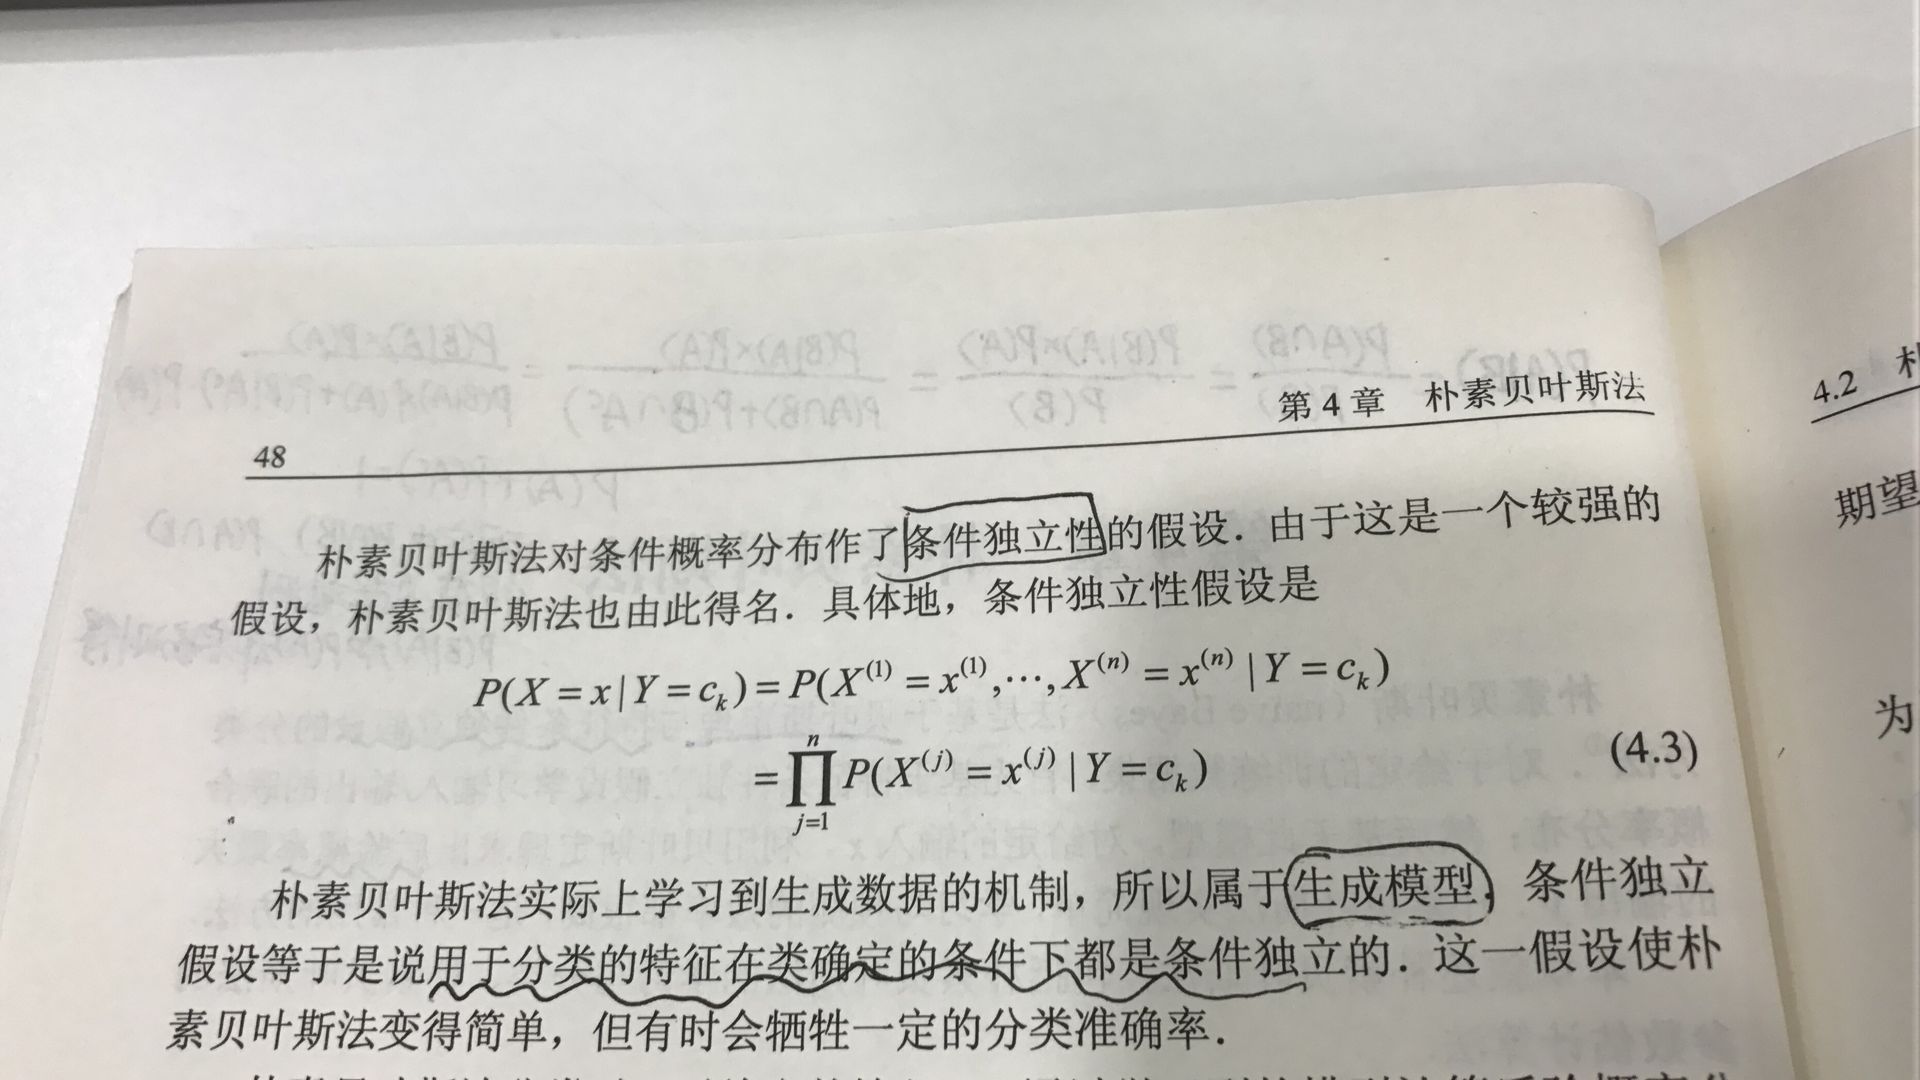 第 4 章 朴素贝叶斯法
48
朴素贝叶斯法对条件概率分布作了条件独立性的假设．由于这是一个较强的
假设，朴素贝叶斯法也由此得名．具体地，条件独立性假设是
P(X = x | Y = c_k) = P(X^{(1)} = x^{(1)}, ⋯, X^{(n)} = x^{(n)} | Y = c_k)
= ∏_{j=1}^{n} P(X^{(j)} = x^{(j)} | Y = c_k) (4.3)
朴素贝叶斯法实际上学习到生成数据的机制，所以属于生成模型．条件独立
假设等于是说用于分类的特征在类确定的条件下都是条件独立的．这一假设使朴
素贝叶斯法变得简单，但有时会牺牲一定的分类准确率．
4.2 朴
期望
为